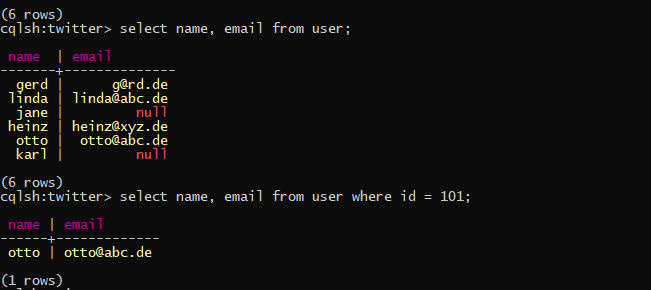 (6 rows)
cqlsh:twitter> select name, email from user;
name | email
-------+--------------
gerd | g@rd.de
linda | linda@abc.de
jane | null
heinz | heinz@xyz.de
otto | otto@abc.de
karl | null
(6 rows)
cqlsh:twitter> select name, email from user where id = 101;
name | email
------+-------------
otto | otto@abc.de
(1 rows)